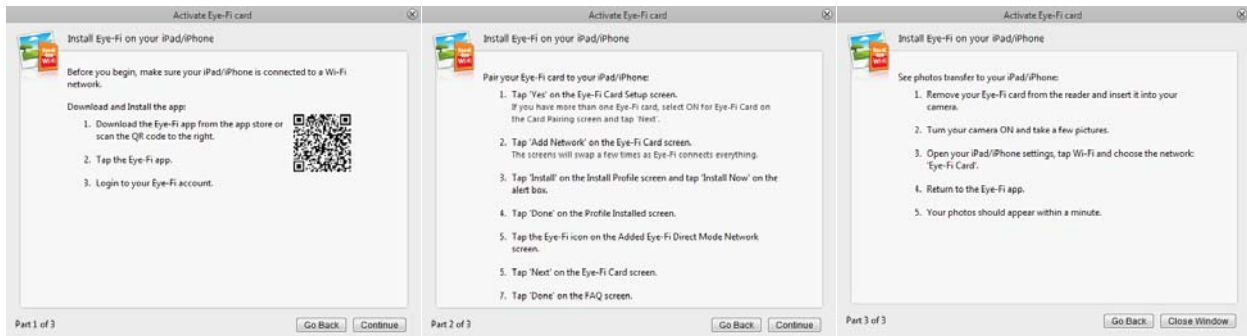 Activate Eye-Fi card
Install Eye-Fi on your iPad/iPhone
Before you begin, make sure your iPad/iPhone is connected to a Wi-Fi
network.
Download and Install the app:
1. Download the Eye-Fi app from the app store or
scan the QR code to the right.
2. Tap the Eye-Fi app.
3. Login to your Eye-Fi account.
Part 1 of 3
Go Back
Continue
Activate Eye-Fi card
Install Eye-Fi on your iPad/iPhone
Pair your Eye-Fi card to your iPad/iPhone:
1. Tap 'Yes' on the Eye-Fi Card Setup screen.
If you have more than one Eye-Fi card, select ON for Eye-Fi Card on
the Card Pairing screen and tap 'Next'.
2. Tap 'Add Network' on the Eye-Fi Card screen.
The screens will swap a few times as Eye-Fi connects everything.
3. Tap 'Install' on the Install Profile screen and tap 'Install Now' on the
alert box.
4. Tap 'Done' on the Profile Installed screen.
5. Tap the Eye-Fi icon on the Added Eye-Fi Direct Mode Network
screen.
5. Tap 'Next' on the Eye-Fi Card screen.
7. Tap 'Done' on the FAQ screen.
Part 2 of 3
Go Back
Continue
Activate Eye-Fi card
Install Eye-Fi on your iPad/iPhone
See photos transfer to your iPad/iPhone:
1. Remove your Eye-Fi card from the reader and insert it into your
camera.
2. Turn your camera ON and take a few pictures.
3. Open your iPad/iPhone settings, tap Wi-Fi and choose the network:
'Eye-Fi Card'.
4. Return to the Eye-Fi app.
5. Your photos should appear within a minute.
Part 3 of 3
Go Back
Close Window